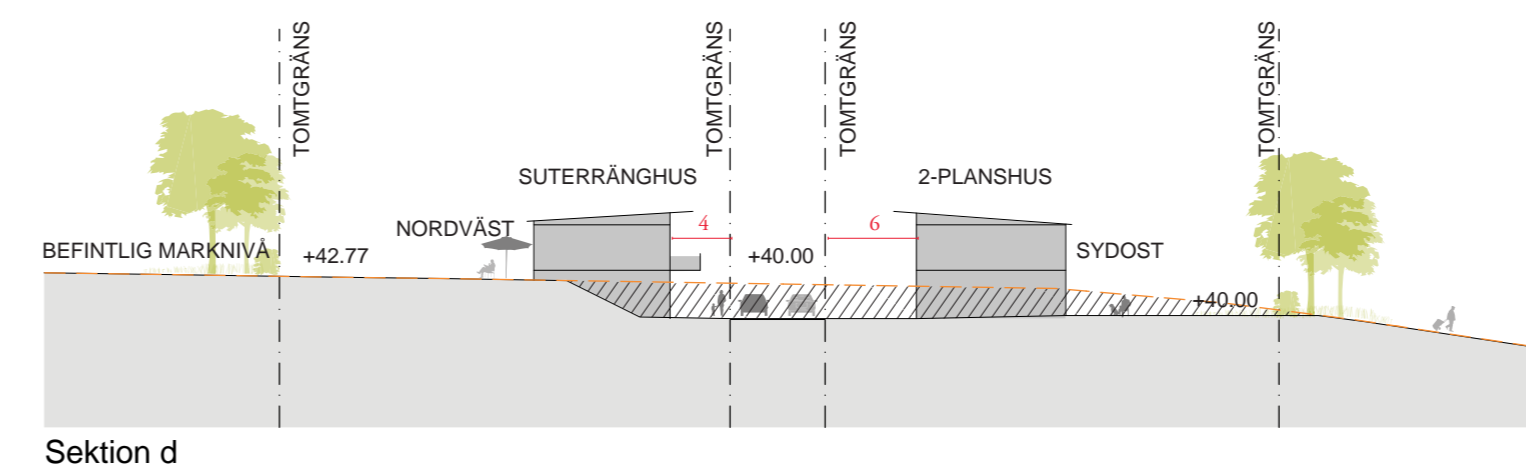 TOMTGRÄNS
TOMTGRÄNS
TOMTGRÄNS
TOMTGRÄNS
SUTERRÄNGHUS
2-PLANSHUS
NORDVÄST
4
6
BEFINTLIG MARKNIVÅ
+42.77
+40.00
SYDOST
+40.00
Sektion d